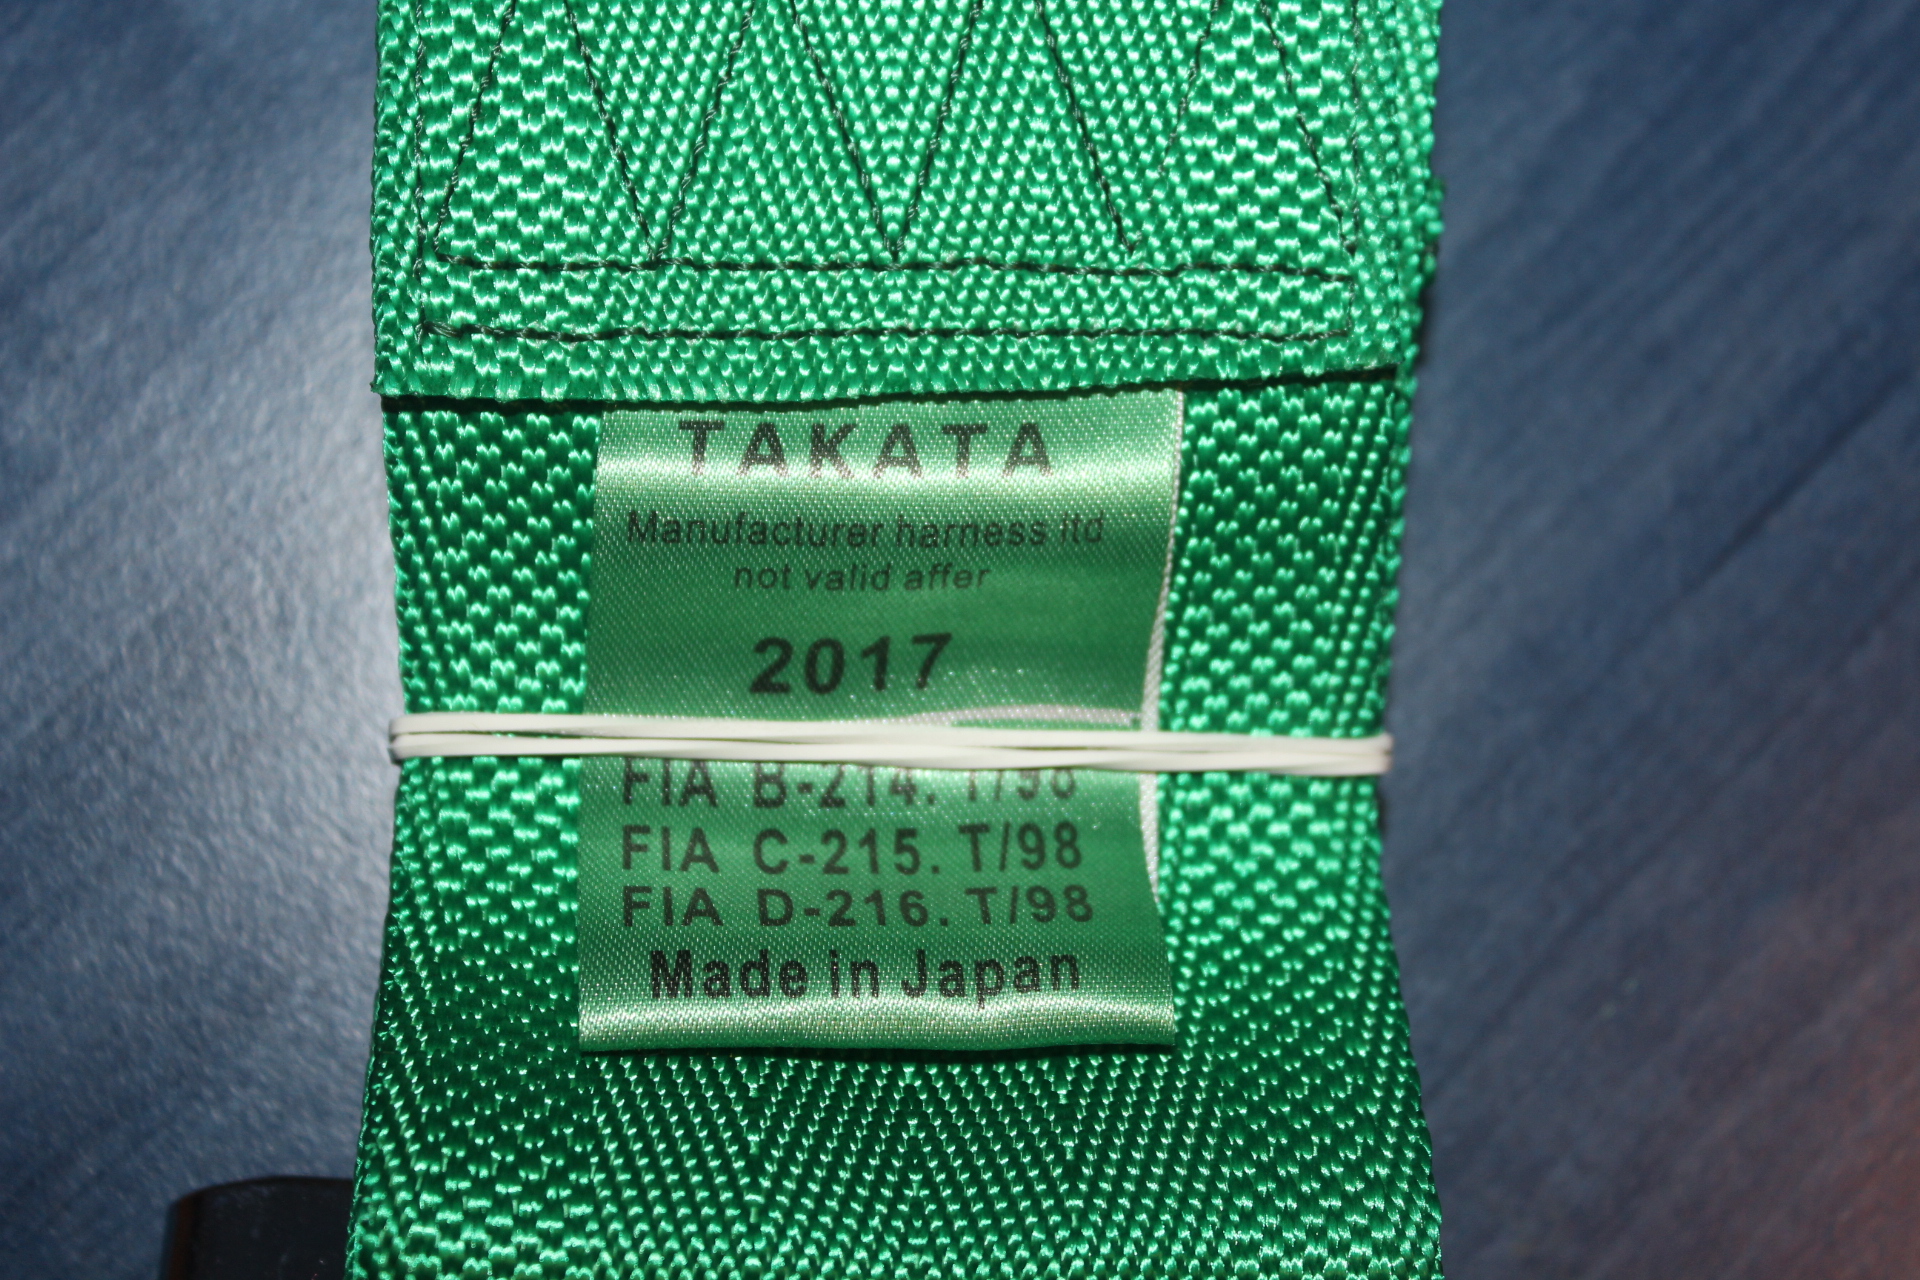 TAKATA
Manufacturer harness ltd
not valid affer
2017
FIA B-214. T/98
FIA C-215. T/98
FIA D-216. T/98
Made in Japan